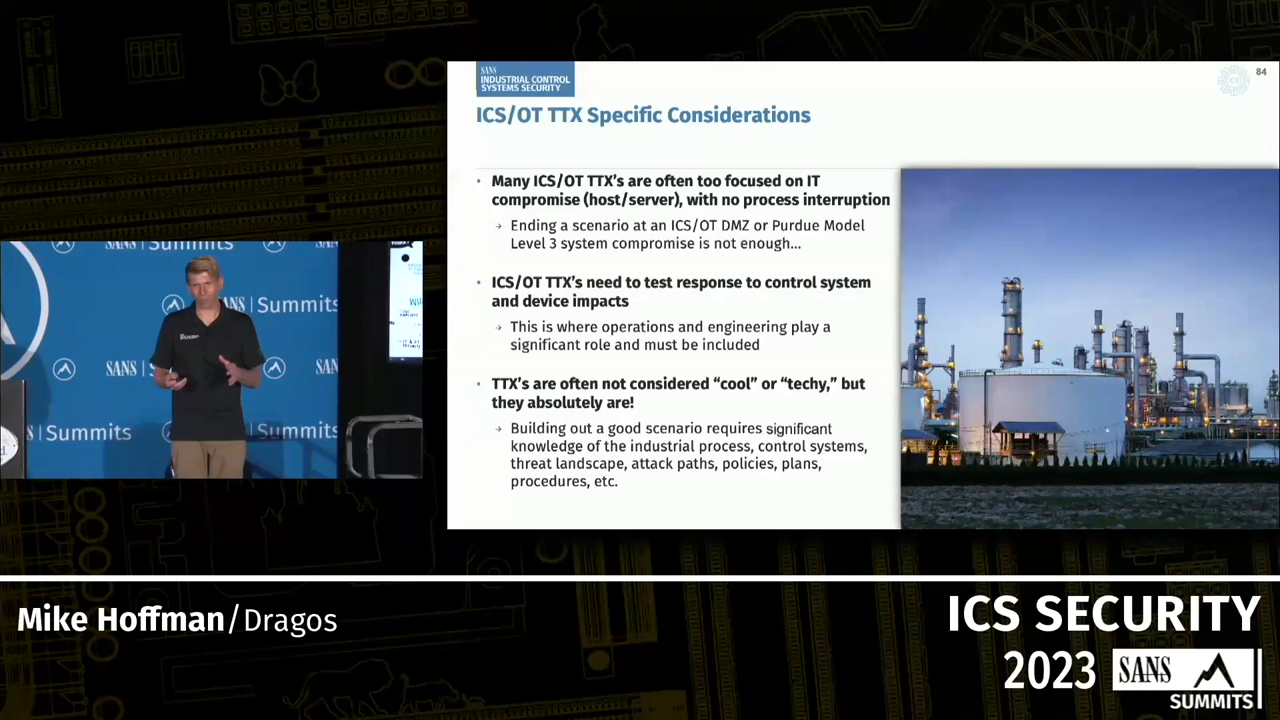 SANS
INDUSTRIAL CONTROL
SYSTEMS SECURITY
84
ICS/OT TTX Specific Considerations
• Many ICS/OT TTX’s are often too focused on IT
compromise (host/server), with no process interruption
→ Ending a scenario at an ICS/OT DMZ or Purdue Model
Level 3 system compromise is not enough...
• ICS/OT TTX’s need to test response to control system
and device impacts
→ This is where operations and engineering play a
significant role and must be included
• TTX’s are often not considered “cool” or “techy,” but
they absolutely are!
→ Building out a good scenario requires significant
knowledge of the industrial process, control systems,
threat landscape, attack paths, policies, plans,
procedures, etc.
SANS | Summits
SANS | Summits
Summits
Mike Hoffman/Dragos
ICS SECURITY
2023
SANS
SUMMITS